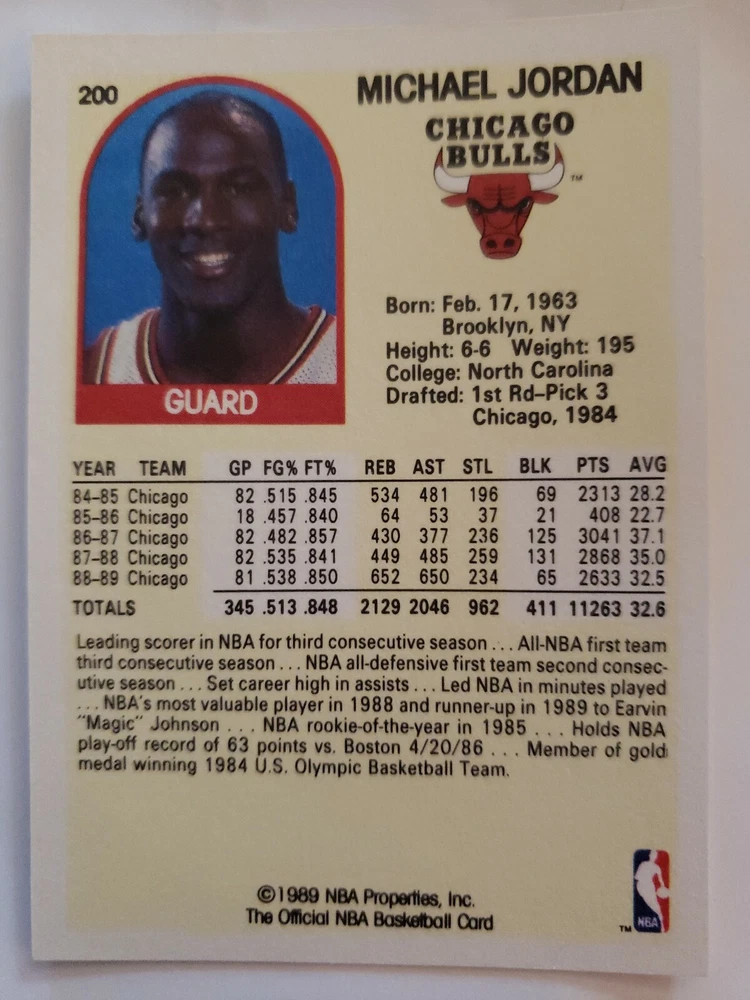 200
MICHAEL JORDAN
CHICAGO
BULLS
TM
Born: Feb. 17, 1963
Brooklyn, NY
Height: 6-6 Weight: 195
College: North Carolina
Drafted: 1st Rd-Pick 3
Chicago, 1984
GUARD
YEAR TEAM GP FG% FT% REB AST STL BLK PTS AVG
84-85 Chicago 82 .515 .845 534 481 196 69 2313 28.2
85-86 Chicago 18 .457 .840 64 53 37 21 408 22.7
86-87 Chicago 82 .482 .857 430 377 236 125 3041 37.1
87-88 Chicago 82 .535 .841 449 485 259 131 2868 35.0
88-89 Chicago 81 .538 .850 652 650 234 65 2633 32.5
TOTALS 345 .513 .848 2129 2046 962 411 11263 32.6
Leading scorer in NBA for third consecutive season ... All-NBA first team
third consecutive season ... NBA all-defensive first team second consec-
utive season ... Set career high in assists ... Led NBA in minutes played
... NBA's most valuable player in 1988 and runner-up in 1989 to Earvin
"Magic" Johnson ... NBA rookie-of-the-year in 1985 ... Holds NBA
play-off record of 63 points vs. Boston 4/20/86 ... Member of gold
medal winning 1984 U.S. Olympic Basketball Team.
©1989 NBA Properties, Inc.
The Official NBA Basketball Card
TM
NBA